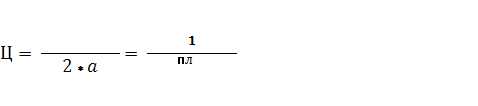 1
Ц = ――― = ―――
2 * a пл